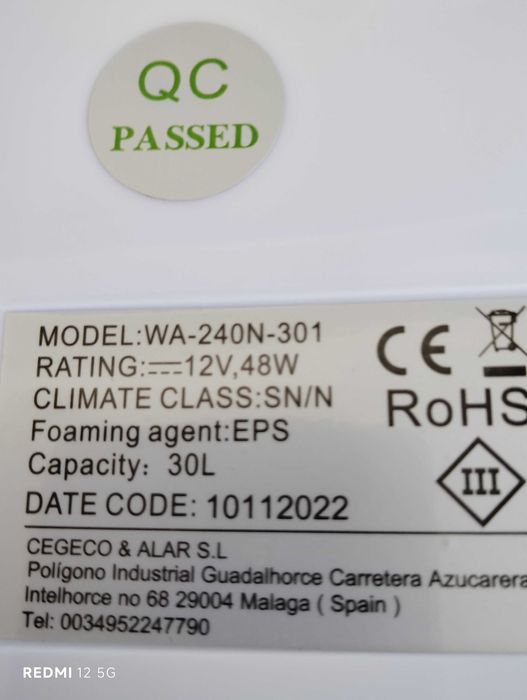 QC
PASSED
MODEL:WA-240N-301
RATING:⎓12V,48W
CLIMATE CLASS:SN/N
Foaming agent:EPS
Capacity: 30L
DATE CODE: 10112022
CE
RoHS
III
CEGECO & ALAR S.L
Polígono Industrial Guadalhorce Carretera Azucarera
Intelhorce no 68 29004 Malaga ( Spain )
Tel: 0034952247790
REDMI 12 5G